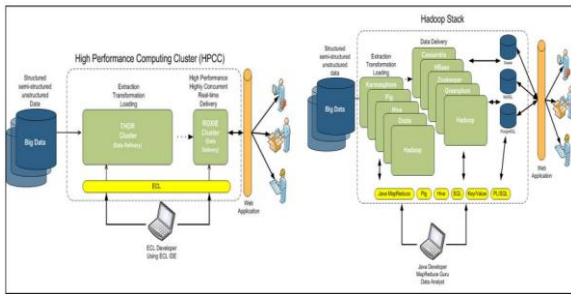 High Performance Computing Cluster (HPCC)
Structured
semi-structured
unstructured
Data
Big Data
Extraction
Transformation
Loading
THOR
Cluster
(Data Refinery)
High Performance
Highly Concurrent
Real-time
Delivery
ROXIE
Cluster
(Data
Delivery)
ECL
Web
Application
ECL Developer
Using ECL IDE
Hadoop Stack
Structured
semi-structured
unstructured
data
Big Data
Extraction
Transformation
Loading
Karmasphere
Pig
Hive
Hadoop
Data Delivery
Cassandra
HBase
Zookeeper
Greenplum
Hadoop
Java MapReduce
Pig
Hive
SQL
Key/Value
PL/SQL
Web
Application
Java Developer
MapReduce Guru
Data Analyst